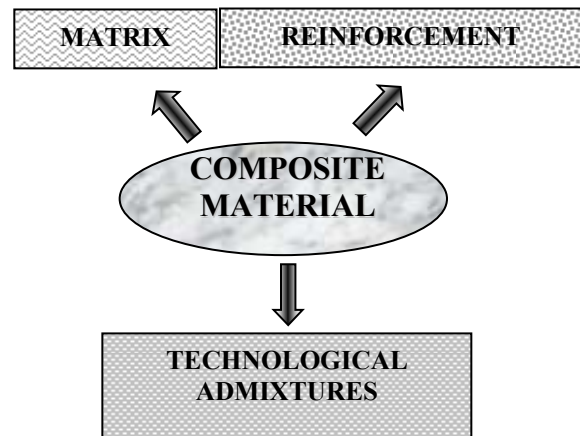 MATRIX
REINFORCEMENT
COMPOSITE
MATERIAL
TECHNOLOGICAL
ADMIXTURES